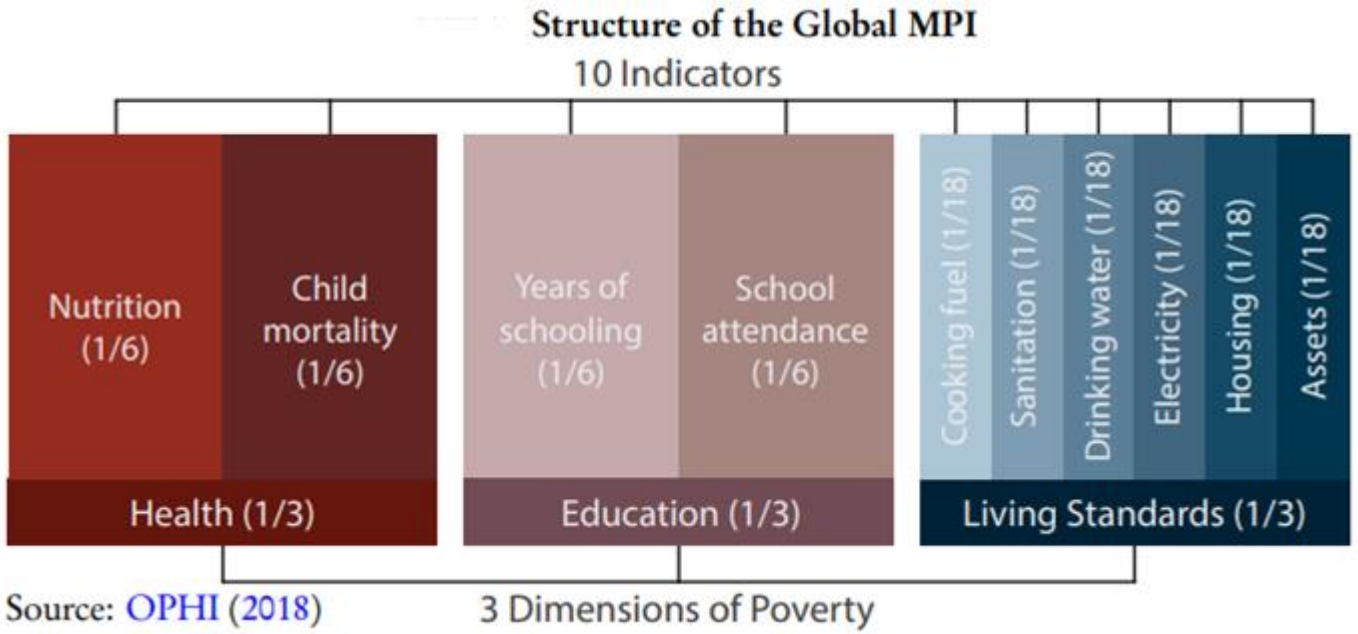 Structure of the Global MPI
10 Indicators
Nutrition
(1/6)
Child
mortality
(1/6)
Years of
schooling
(1/6)
School
attendance
(1/6)
Cooking fuel (1/18)
Sanitation (1/18)
Drinking water (1/18)
Electricity (1/18)
Housing (1/18)
Assets (1/18)
Health (1/3)
Education (1/3)
Living Standards (1/3)
3 Dimensions of Poverty
Source: OPHI (2018)